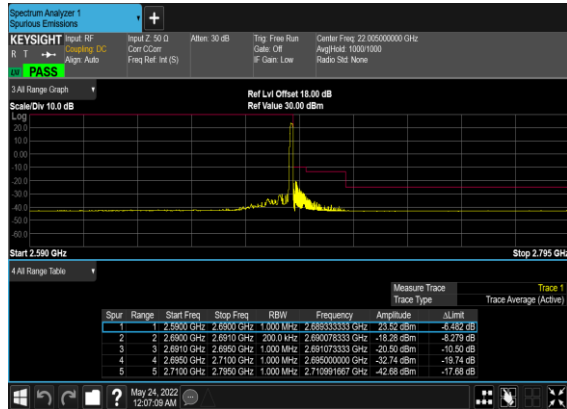 Spectrum Analyzer 1
Spurious Emissions
+
KEYSIGHT Input: RF Input Z: 50 Ω Atten: 30 dB Trig: Free Run Center Freq: 22.005000000 GHz
R T Coupling: DC Corr CCorr Gate: Off Avg|Hold: 1000/1000
Align: Auto Freq Ref: Int (S) IF Gain: Low Radio Std: None
PASS
3 All Range Graph
Ref Lvl Offset 18.00 dB
Scale/Div 10.0 dB Ref Value 30.00 dBm
Log
20.0
10.0
0.00
-10.0
-20.0
-30.0
-40.0
-50.0
-60.0
Start 2.590 GHz Stop 2.795 GHz
4 All Range Table
Measure Trace Trace 1
Trace Type Trace Average (Active)
Spur Range Start Freq Stop Freq RBW Frequency Amplitude ΔLimit
1 1 2.5900 GHz 2.6900 GHz 1.000 MHz 2.689333333 GHz 23.52 dBm -6.482 dB
2 2 2.6900 GHz 2.6910 GHz 200.0 kHz 2.690078333 GHz -18.28 dBm -8.279 dB
3 3 2.6910 GHz 2.6950 GHz 1.000 MHz 2.691073333 GHz -20.50 dBm -10.50 dB
4 4 2.6950 GHz 2.7100 GHz 1.000 MHz 2.695000000 GHz -32.74 dBm -19.74 dB
5 5 2.7100 GHz 2.7950 GHz 1.000 MHz 2.710991667 GHz -42.68 dBm -17.68 dB
?
May 24, 2022
12:07:09 AM